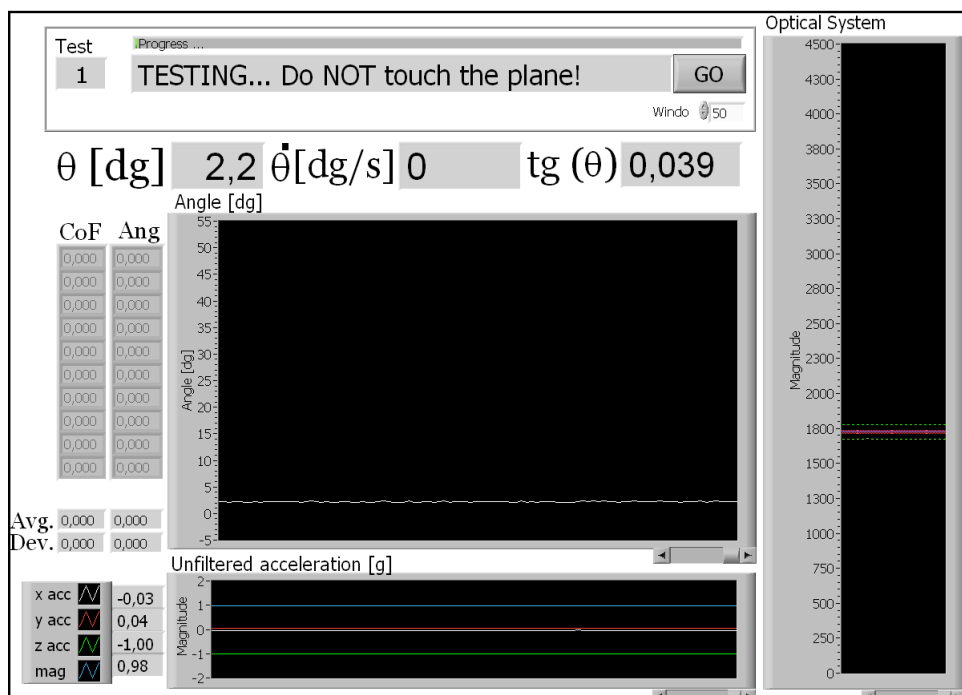 Optical System
Test
1
Progress ...
TESTING... Do NOT touch the plane!
GO
Windo 50
θ [dg] 2,2 θ̇[dg/s] 0 tg (θ) 0,039
CoF Ang
0,000 0,000
0,000 0,000
0,000 0,000
0,000 0,000
0,000 0,000
0,000 0,000
0,000 0,000
0,000 0,000
0,000 0,000
0,000 0,000
Avg. 0,000 0,000
Dev. 0,000 0,000
Angle [dg]
Angle [dg]
55
50
45
40
35
30
25
20
15
10
5
0
-5
Unfiltered acceleration [g]
Magnitude
2
1
0
-1
-2
x acc -0,03
y acc 0,04
z acc -1,00
mag 0,98
Magnitude
4500
4300
4000
3750
3500
3300
3000
2800
2500
2300
2000
1800
1500
1300
1000
750
500
250
0